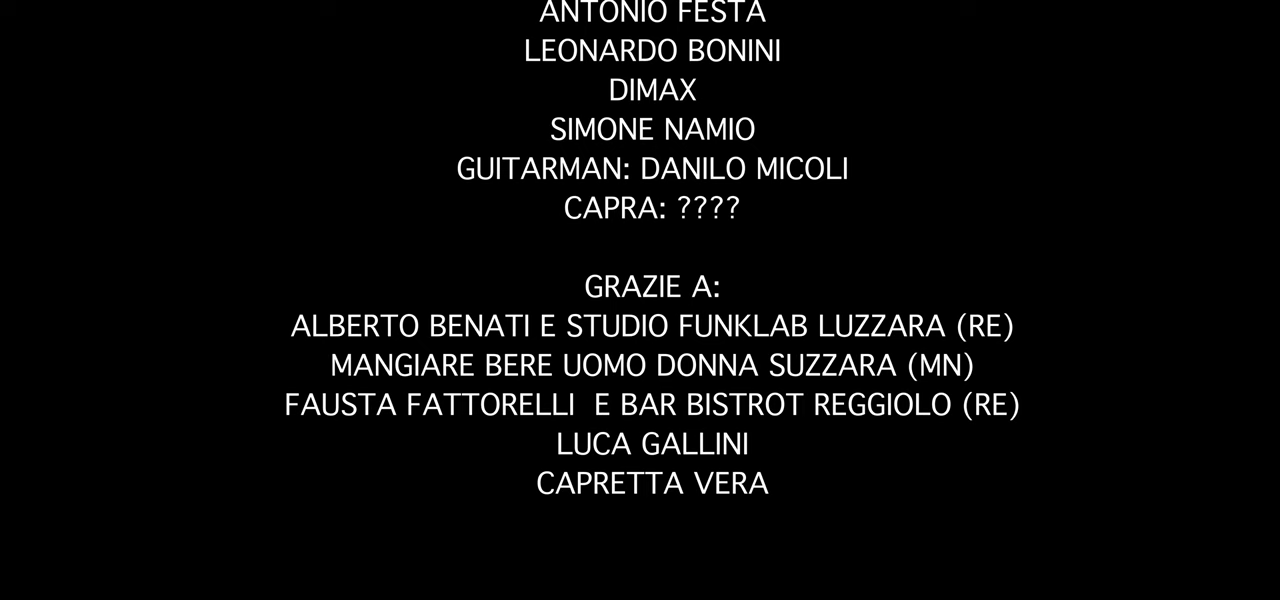 ANTONIO FESTA
LEONARDO BONINI
DIMAX
SIMONE NAMIO
GUITARMAN: DANILO MICOLI
CAPRA: ????
GRAZIE A:
ALBERTO BENATI E STUDIO FUNKLAB LUZZARA (RE)
MANGIARE BERE UOMO DONNA SUZZARA (MN)
FAUSTA FATTORELLI  E BAR BISTROT REGGIOLO (RE)
LUCA GALLINI
CAPRETTA VERA